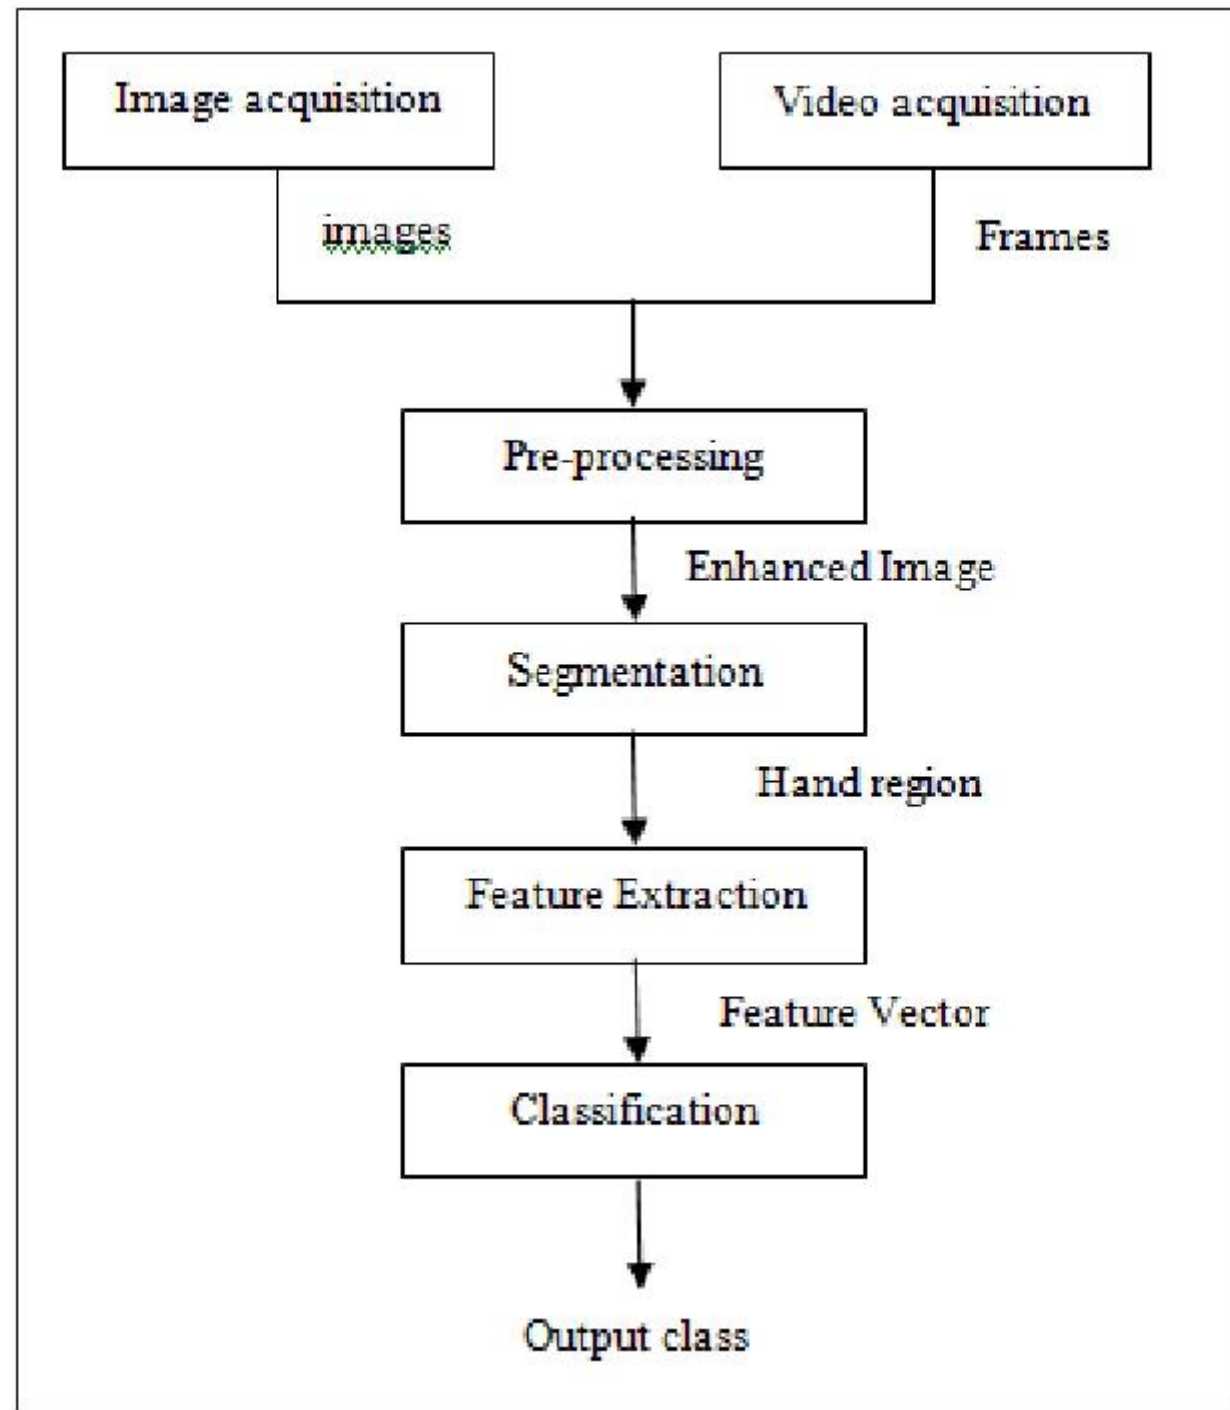 Image acquisition
Video acquisition
images
Frames
Pre-processing
Enhanced Image
Segmentation
Hand region
Feature Extraction
Feature Vector
Classification
Output class